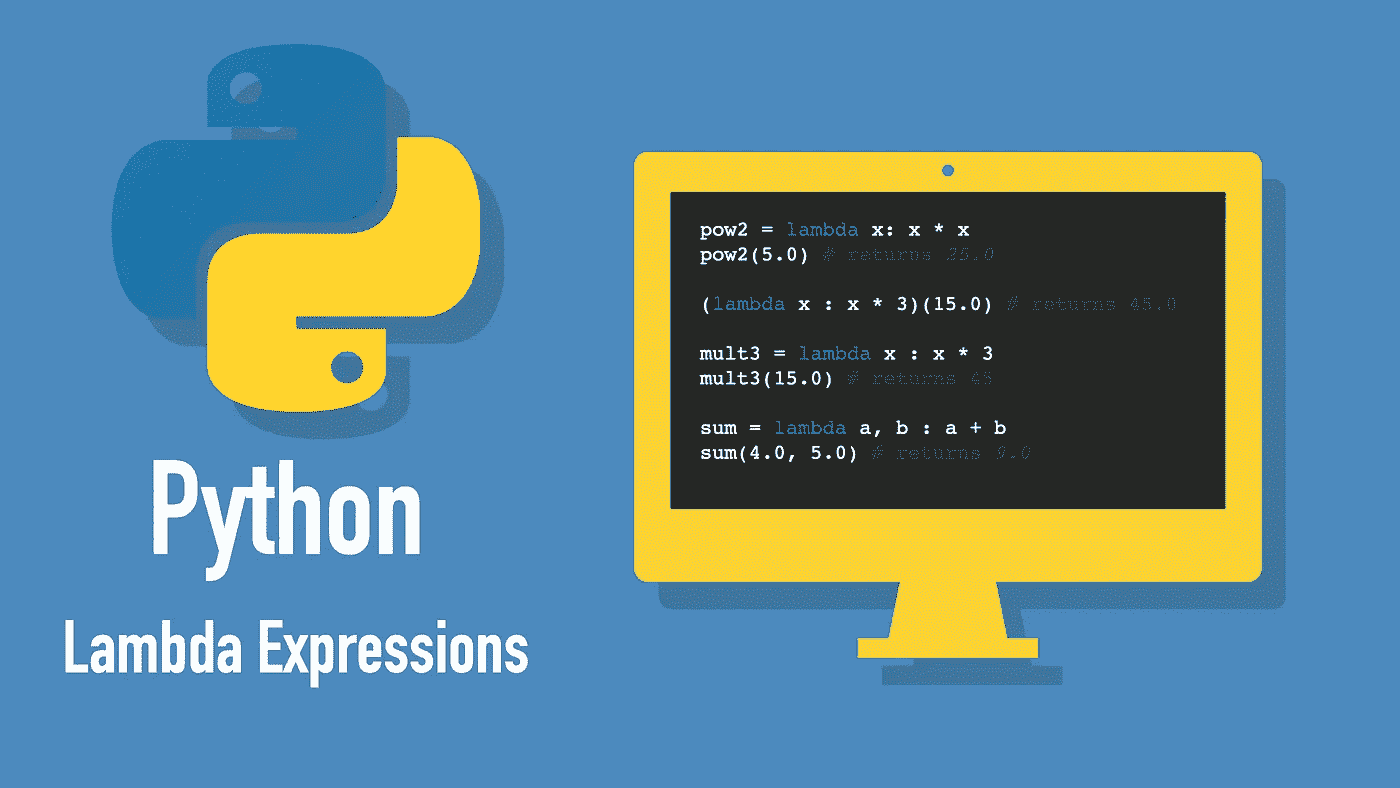 Python
Lambda Expressions
pow2 = lambda x: x * x
pow2(5.0) # returns 25.0
(lambda x : x * 3)(15.0) # returns 45.0
mult3 = lambda x : x * 3
mult3(15.0) # returns 45
sum = lambda a, b : a + b
sum(4.0, 5.0) # returns 9.0